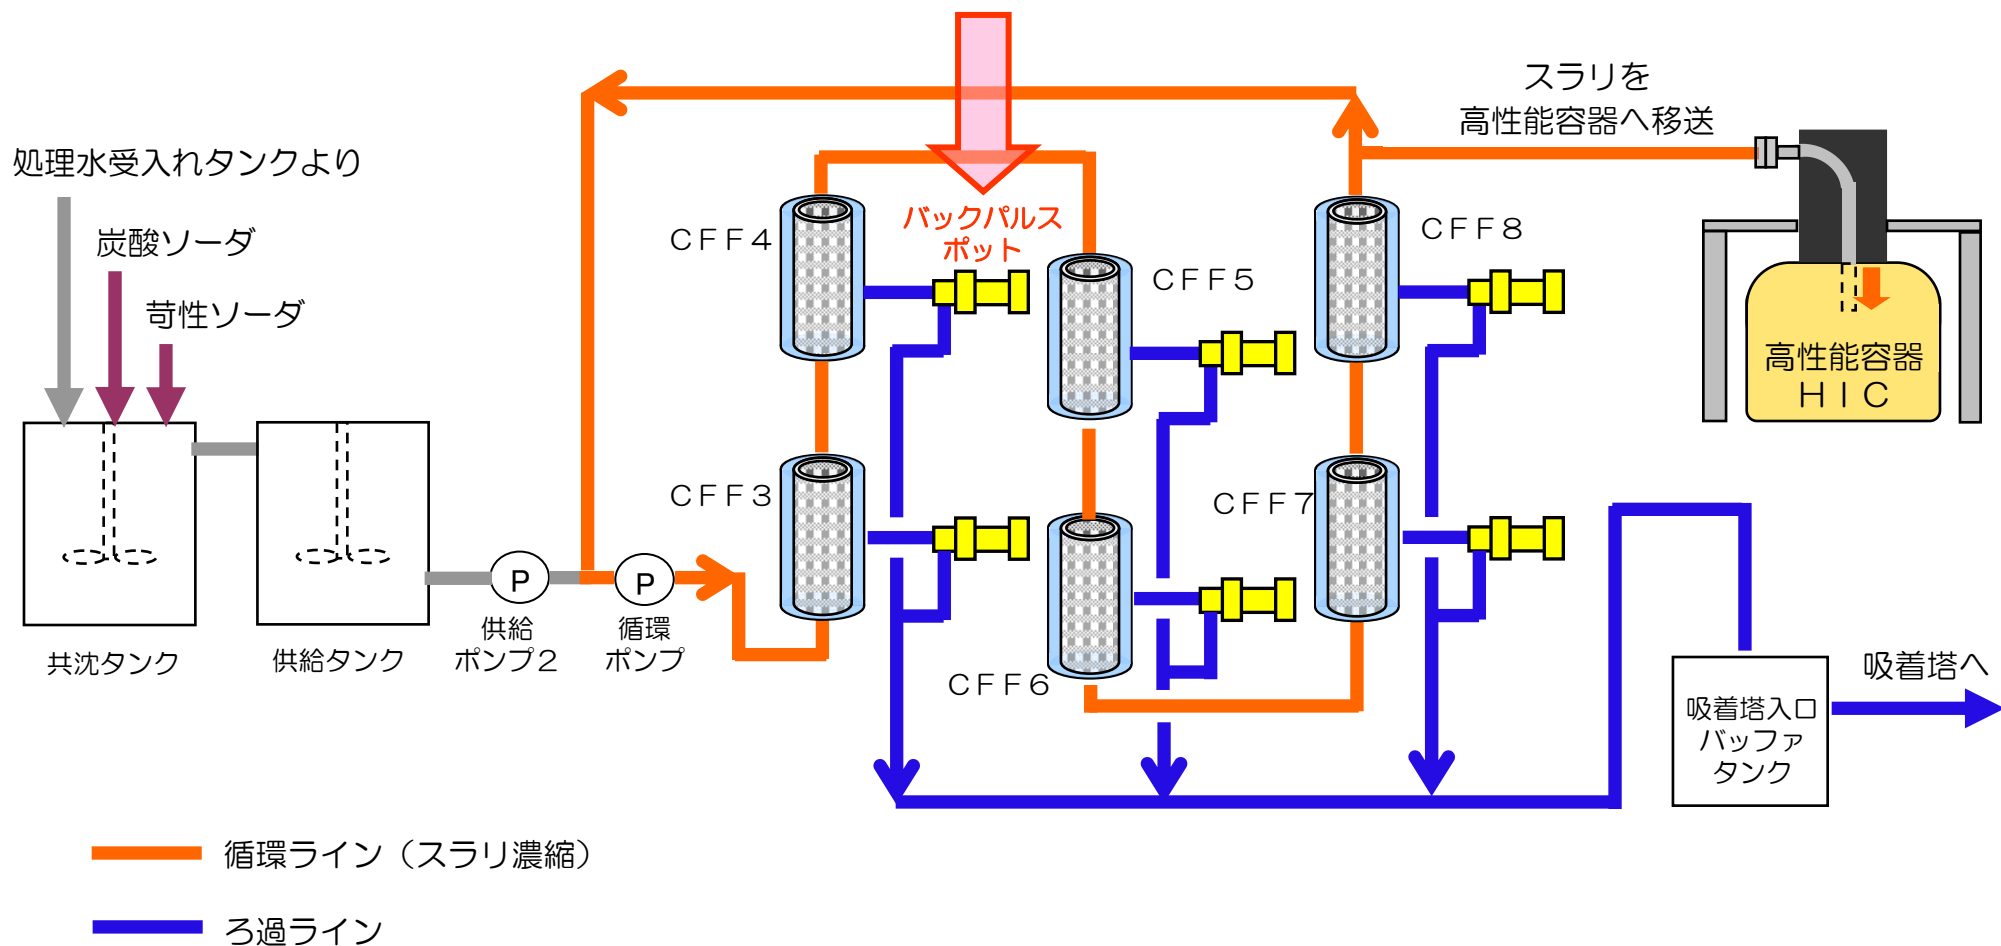 スラリを
高性能容器へ移送
処理水受入れタンクより
炭酸ソーダ
苛性ソーダ
CFF4
バックパルス
ポット
CFF5
CFF8
高性能容器
HIC
CFF3
CFF7
P
P
供給
ポンプ2
循環
ポンプ
共沈タンク
供給タンク
CFF6
吸着塔へ
吸着塔入口
バッファ
タンク
循環ライン(スラリ濃縮)
ろ過ライン